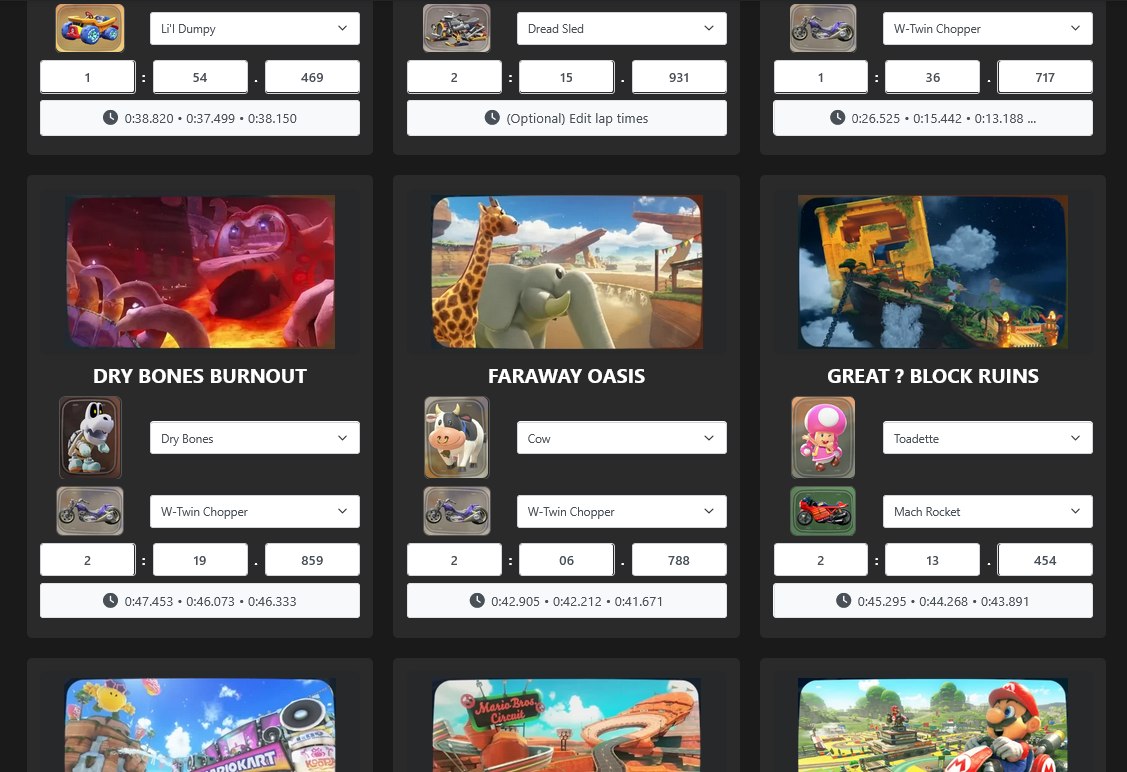 Li'l Dumpy
Dread Sled
W-Twin Chopper
1 : 54 . 469
2 : 15 . 931
1 : 36 . 717
0:38.820 • 0:37.499 • 0:38.150
(Optional) Edit lap times
0:26.525 • 0:15.442 • 0:13.188 ...
DRY BONES BURNOUT
FARAWAY OASIS
GREAT ? BLOCK RUINS
Dry Bones
Cow
Toadette
W-Twin Chopper
W-Twin Chopper
Mach Rocket
2 : 19 . 859
2 : 06 . 788
2 : 13 . 454
0:47.453 • 0:46.073 • 0:46.333
0:42.905 • 0:42.212 • 0:41.671
0:45.295 • 0:44.268 • 0:43.891
Mario Bros.
Circuit
MARIOKART